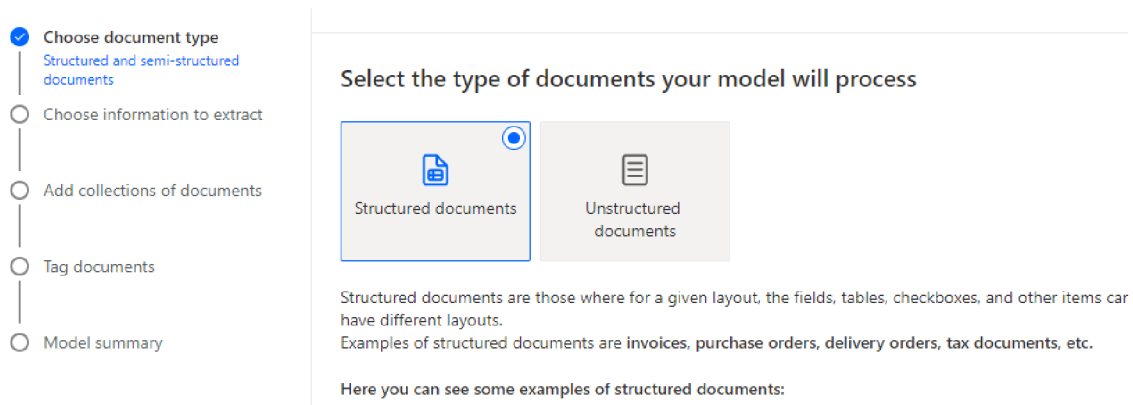 Choose document type
Structured and semi-structured
documents
Choose information to extract
Add collections of documents
Tag documents
Model summary
Select the type of documents your model will process
Structured documents
Unstructured
documents
Structured documents are those where for a given layout, the fields, tables, checkboxes, and other items can
have different layouts.
Examples of structured documents are invoices, purchase orders, delivery orders, tax documents, etc.
Here you can see some examples of structured documents: